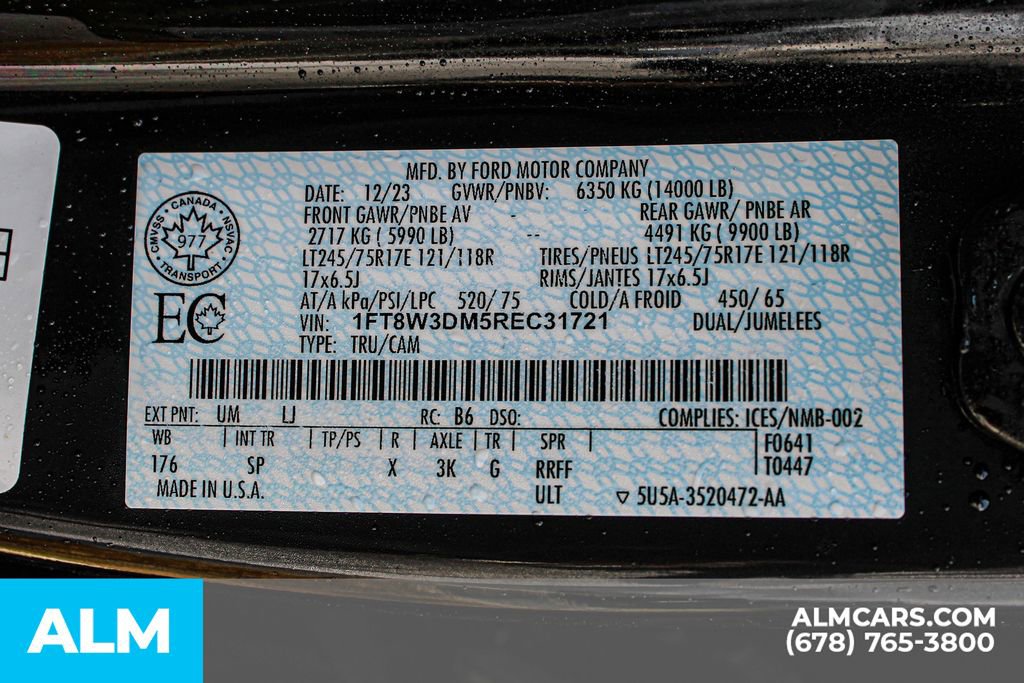 MFD. BY FORD MOTOR COMPANY
DATE: 12/23 GVWR/PNBV: 6350 KG (14000 LB)
FRONT GAWR/PNBE AV - REAR GAWR/ PNBE AR
2717 KG ( 5990 LB) -- 4491 KG ( 9900 LB)
LT245/75R17E 121/118R TIRES/PNEUS LT245/75R17E 121/118R
17x6.5J RIMS/JANTES 17x6.5J
AT/A kPa/PSI/LPC 520/ 75 COLD/A FROID 450/ 65
VIN: 1FT8W3DM5REC31721 DUAL/JUMELEES
TYPE: TRU/CAM
CANADA
CMVSS 977 NSVAC
TRANSPORT
EC
EXT PNT: UM LJ RC: B6 DSO: COMPLIES: ICES/NMB-002
WB INT TR TP/PS R AXLE TR SPR F0641
176 SP X 3K G RRFF T0447
MADE IN U.S.A. ULT 5U5A-3520472-AA
ALM
ALMCARS.COM
(678) 765-3800